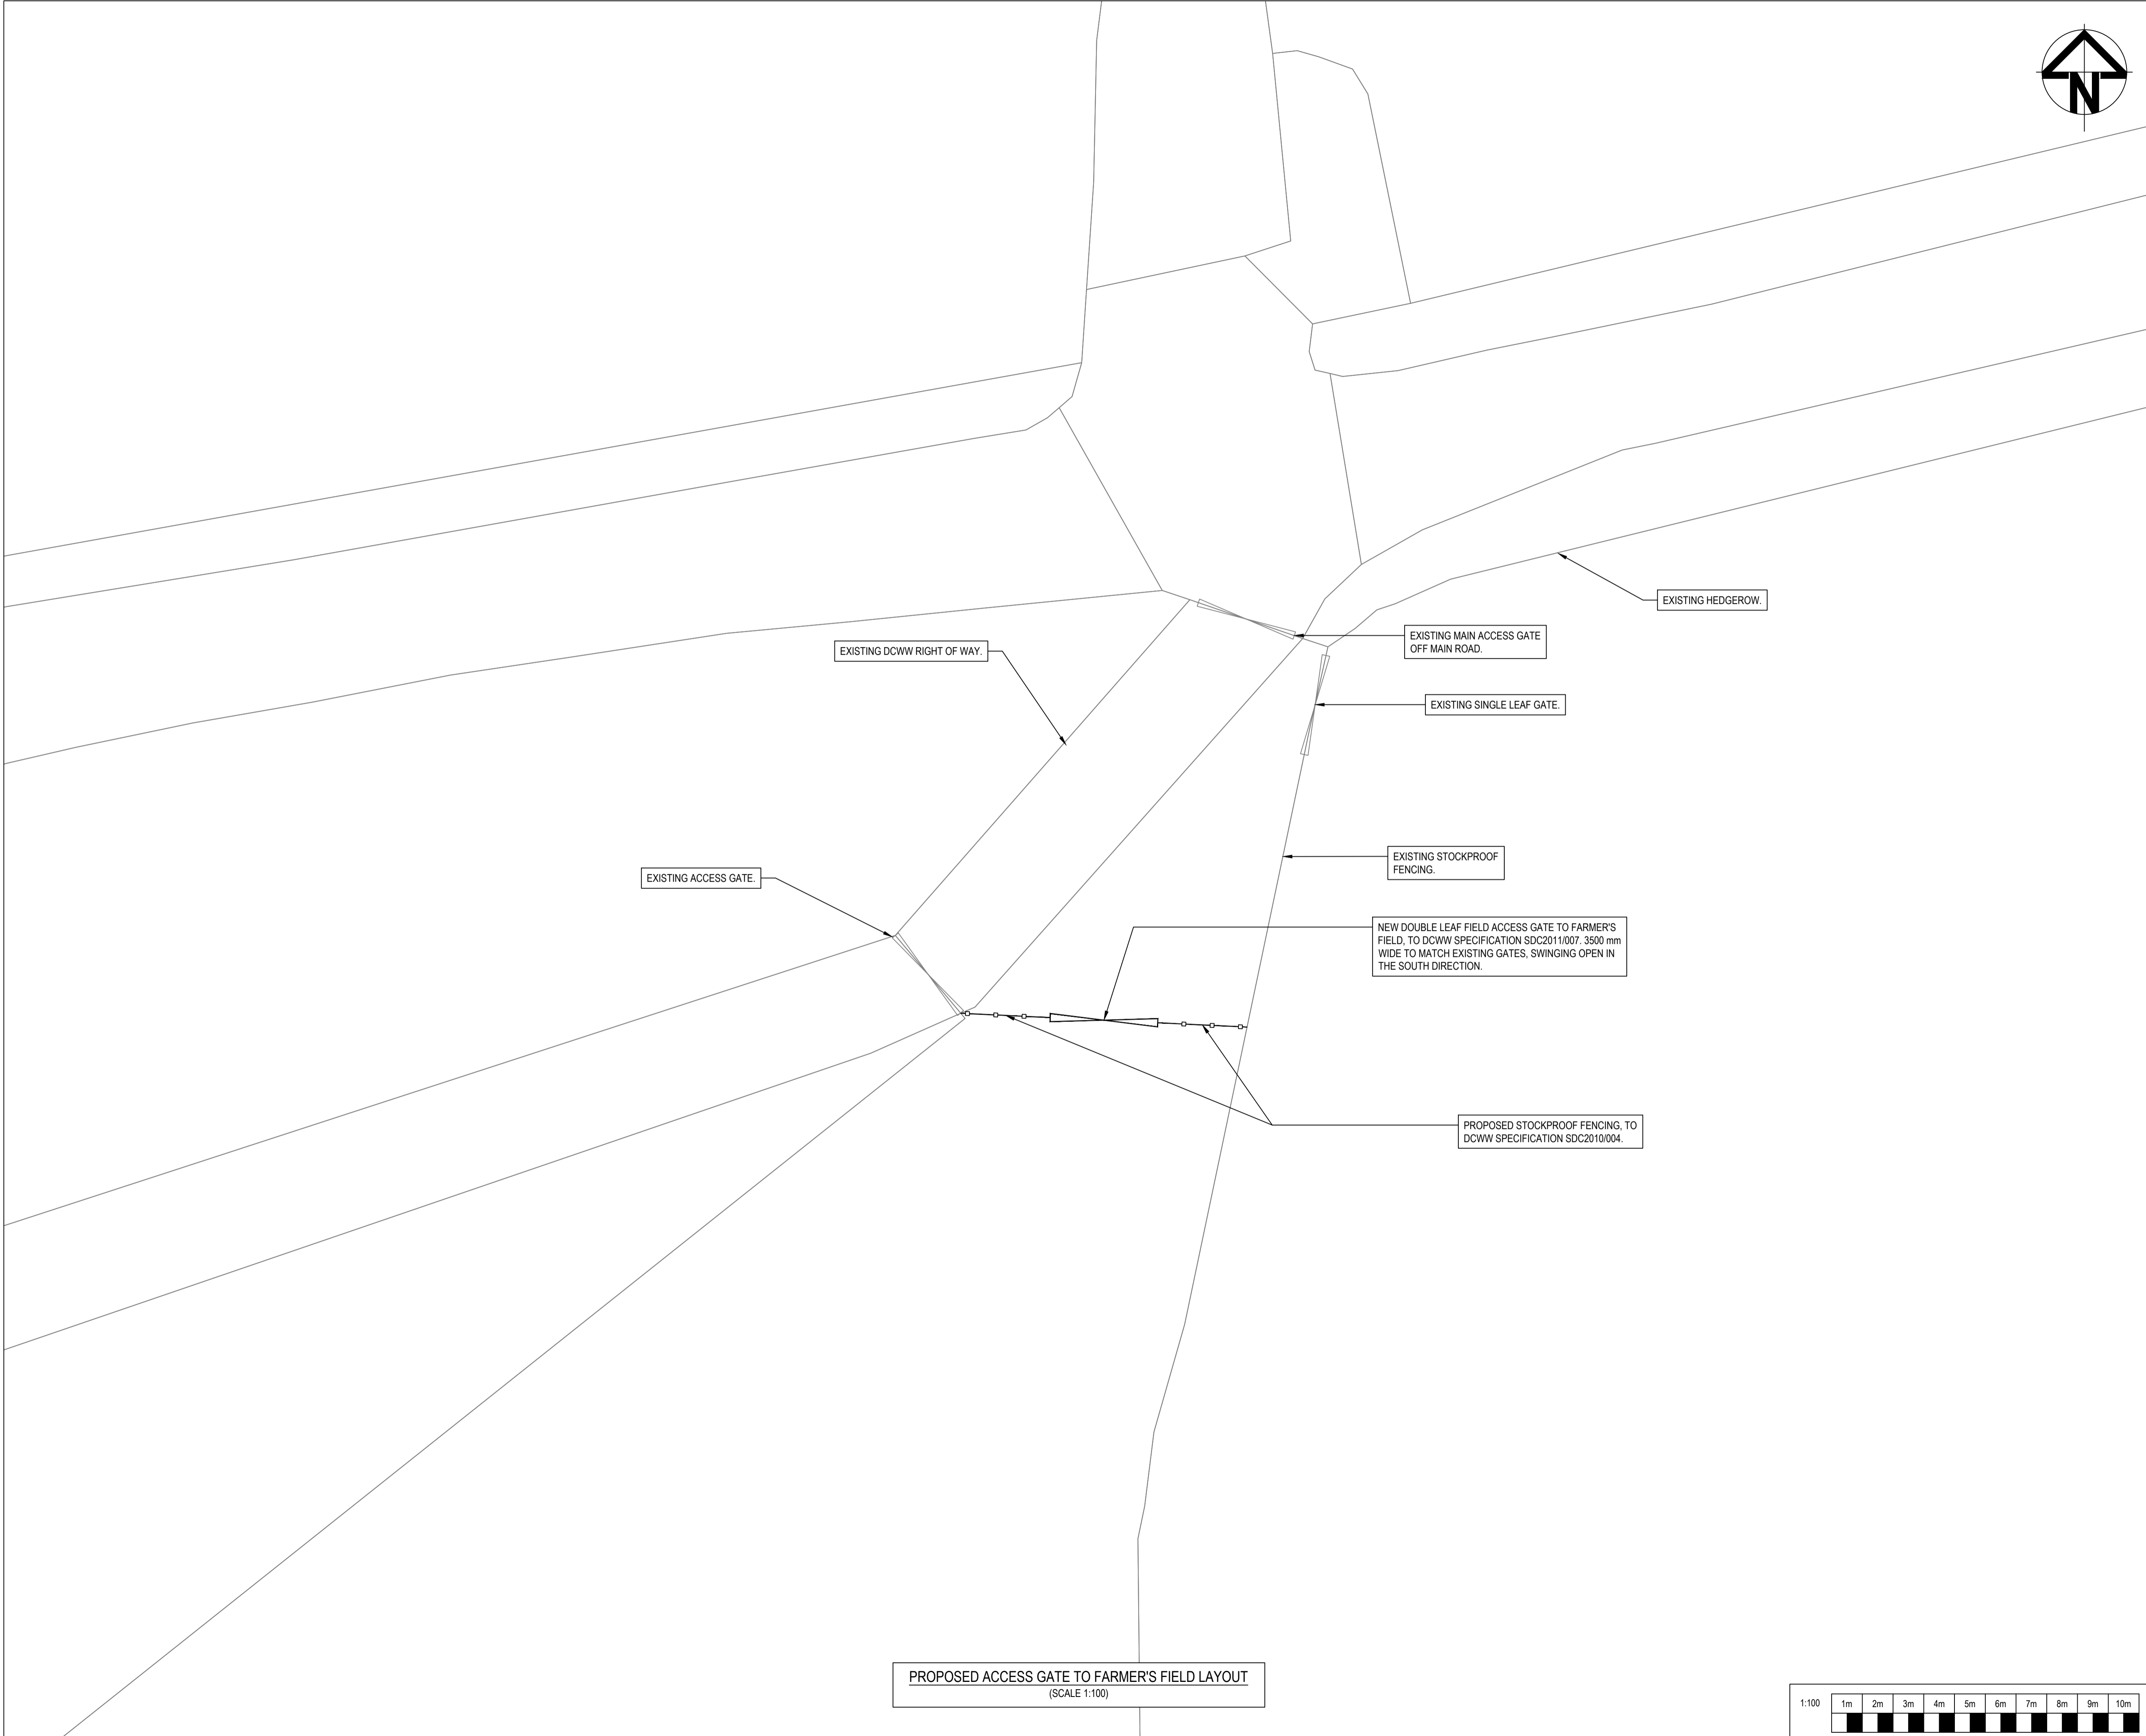 N
EXISTING HEDGEROW.
EXISTING MAIN ACCESS GATE
OFF MAIN ROAD.
EXISTING DCWW RIGHT OF WAY.
EXISTING SINGLE LEAF GATE.
EXISTING STOCKPROOF
FENCING.
EXISTING ACCESS GATE.
NEW DOUBLE LEAF FIELD ACCESS GATE TO FARMER'S
FIELD, TO DCWW SPECIFICATION SDC2011/007. 3500 mm
WIDE TO MATCH EXISTING GATES, SWINGING OPEN IN
THE SOUTH DIRECTION.
PROPOSED STOCKPROOF FENCING, TO
DCWW SPECIFICATION SDC2010/004.
PROPOSED ACCESS GATE TO FARMER'S FIELD LAYOUT
(SCALE 1:100)
1:100 1m 2m 3m 4m 5m 6m 7m 8m 9m 10m